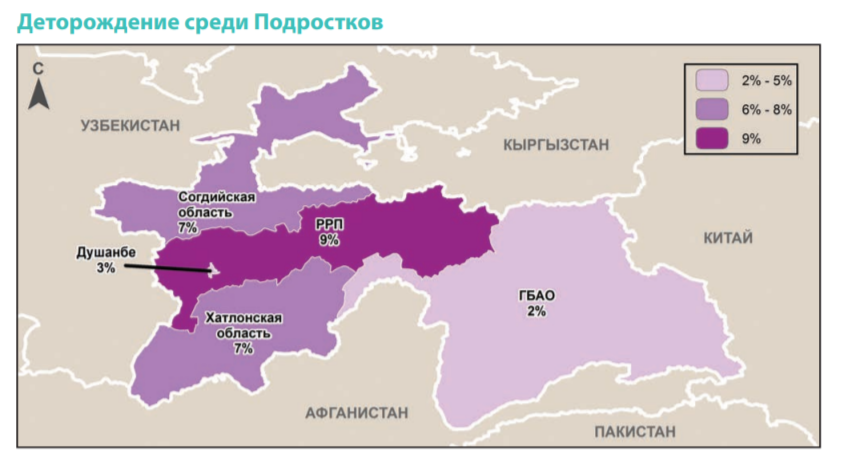 Деторождение среди Подростков
С
2% - 5%
6% - 8%
9%
УЗБЕКИСТАН
КЫРГЫЗСТАН
Согдийская
область
7%
РРП
9%
КИТАЙ
Душанбе
3%
ГБАО
2%
Хатлонская
область
7%
АФГАНИСТАН
ПАКИСТАН